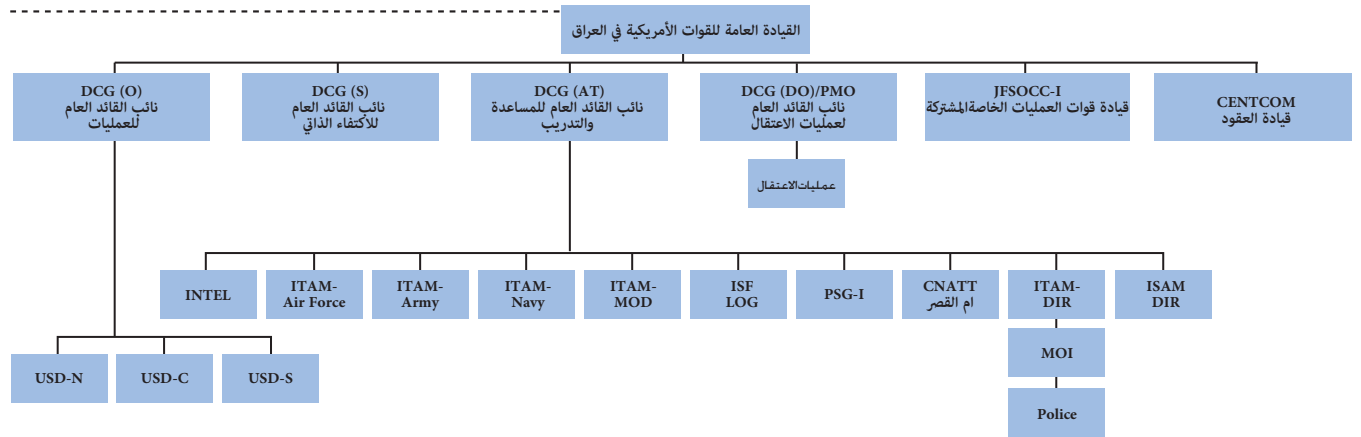 القيادة العامة للقوات الأمريكية في العراق
DCG (O)
نائب القائد العام
للعمليات
DCG (S)
نائب القائد العام
للاكتفاء الذاتي
DCG (AT)
نائب القائد العام للمساعدة
والتدريب
DCG (DO)/PMO
نائب القائد العام
لعمليات الاعتقال
JFSOCC-I
قيادة قوات العمليات الخاصةالمشتركة
CENTCOM
قيادة العقود
عمليات الاعتقال
INTEL
ITAM-
Air Force
ITAM-
Army
ITAM-
Navy
ITAM-
MOD
ISF
LOG
PSG-I
CNATT
ام القصر
ITAM-
DIR
ISAM
DIR
MOI
Police
USD-N
USD-C
USD-S